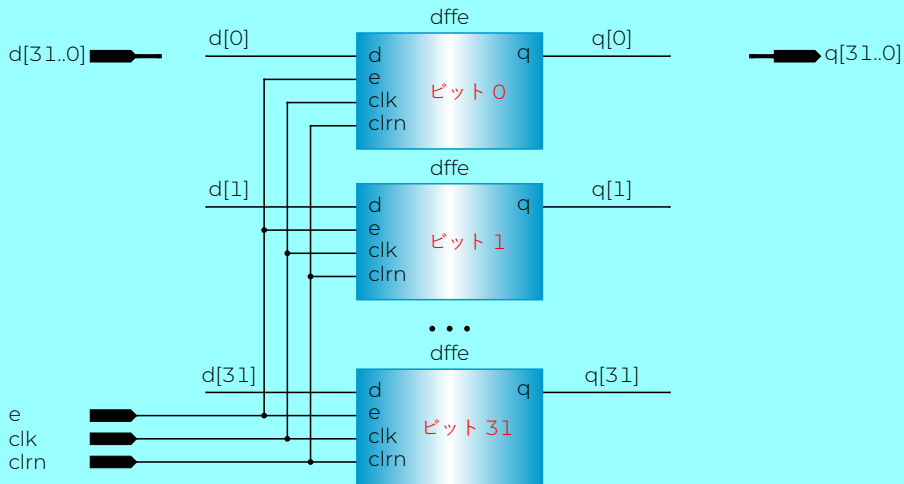 dffe
d[31..0]
d[0]
d
e
clk
clrn
q
ビット 0
q[0]
q[31..0]
dffe
d[1]
d
e
clk
clrn
q
ビット 1
q[1]
• • •
dffe
d[31]
d
e
clk
clrn
q
ビット 31
q[31]
e
clk
clrn